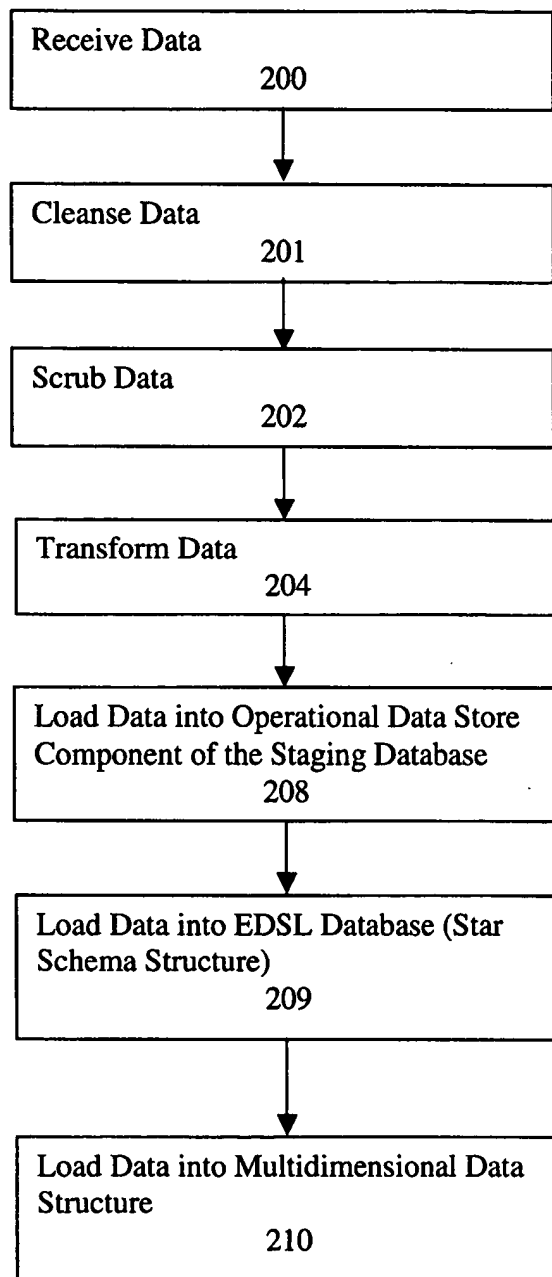 Receive Data
200
Cleanse Data
201
Scrub Data
202
Transform Data
204
Load Data into Operational Data Store
Component of the Staging Database
208
Load Data into EDSL Database (Star
Schema Structure)
209
Load Data into Multidimensional Data
Structure
210